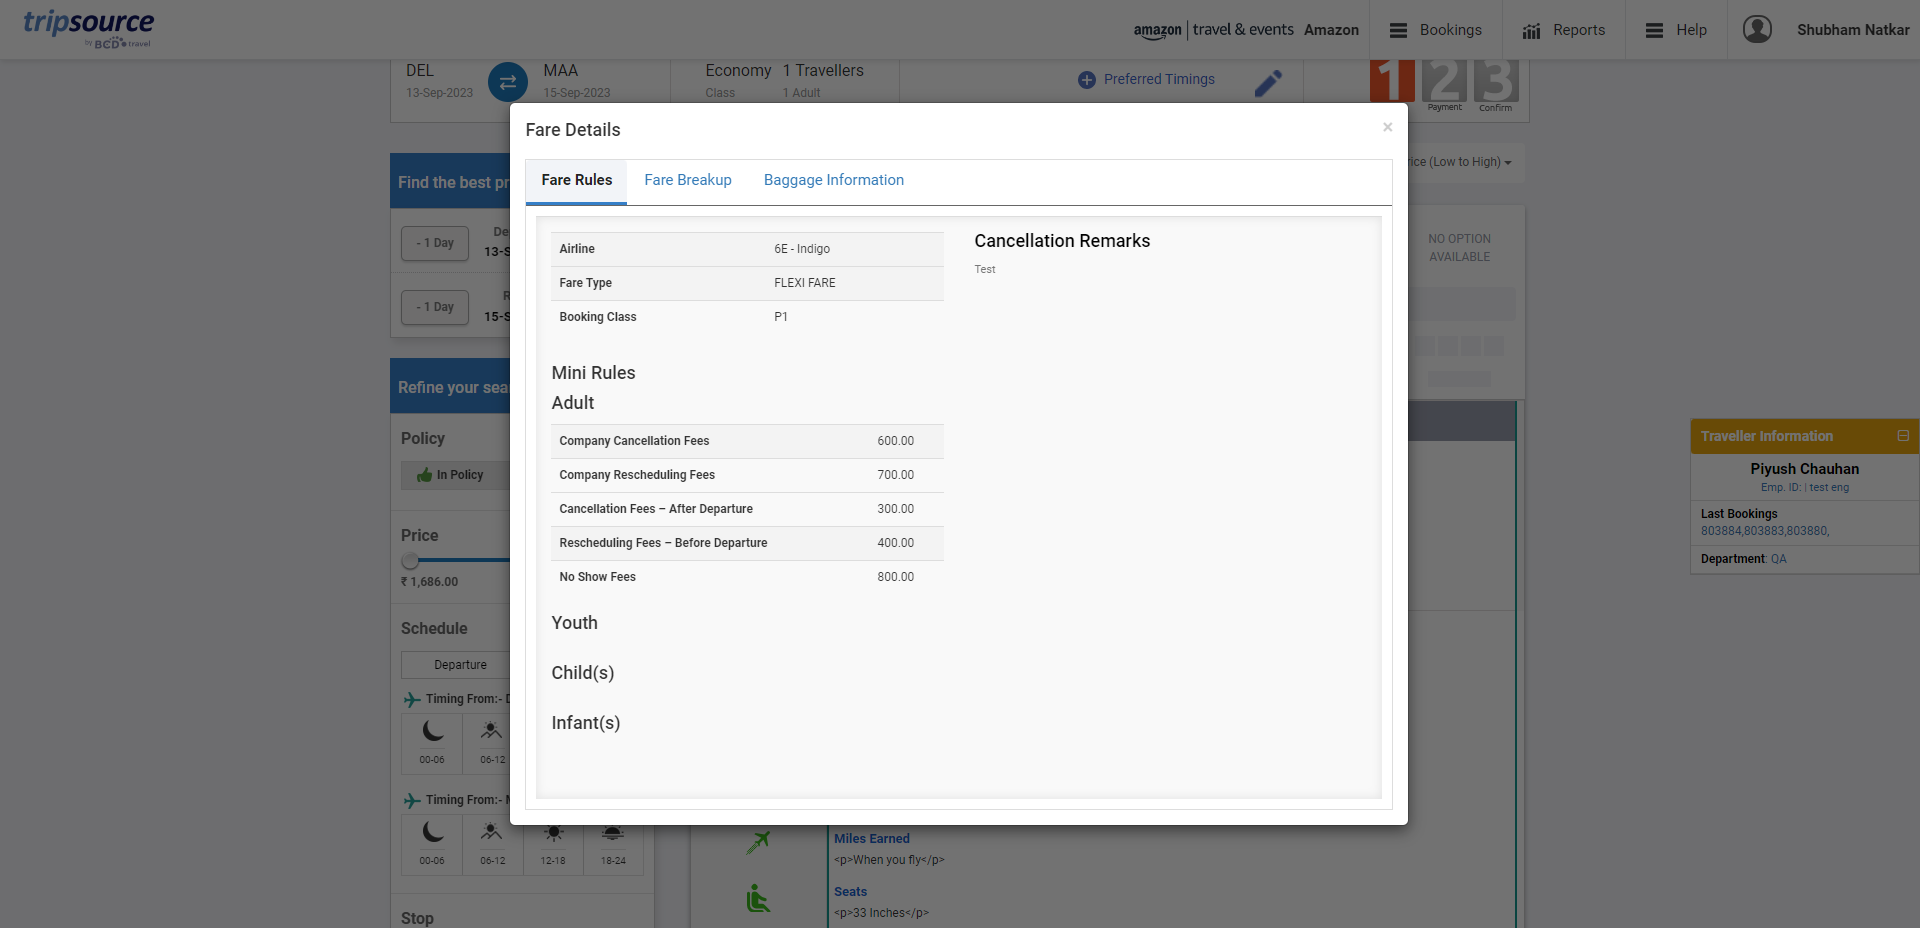 tripsource
by BCD travel
amazon | travel & events Amazon
Bookings
Reports
Help
Shubham Natkar
DEL
13-Sep-2023
MAA
15-Sep-2023
Economy
Class
1 Travellers
1 Adult
Preferred Timings
1 2 3
Payment
Confirm
Find the best pr
- 1 Day
De
13-S
- 1 Day
R
15-S
Refine your sea
Policy
In Policy
Price
₹ 1,686.00
Schedule
Departure
Timing From:- D
00-06
06-12
Timing From:- M
00-06
06-12
12-18
18-24
Stop
Fare Details
×
Fare Rules
Fare Breakup
Baggage Information
Airline 6E - Indigo
Fare Type FLEXI FARE
Booking Class P1
Mini Rules
Adult
Company Cancellation Fees 600.00
Company Rescheduling Fees 700.00
Cancellation Fees – After Departure 300.00
Rescheduling Fees – Before Departure 400.00
No Show Fees 800.00
Youth
Child(s)
Infant(s)
Cancellation Remarks
Test
rice (Low to High)
NO OPTION
AVAILABLE
Miles Earned
<p>When you fly</p>
Seats
<p>33 Inches</p>
Traveller Information
Piyush Chauhan
Emp. ID: | test eng
Last Bookings
803884,803883,803880,
Department: QA